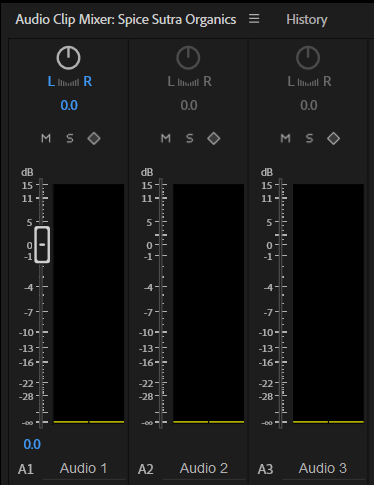 Audio Clip Mixer: Spice Sutra Organics ≡ History
L R L R L R
0.0 0.0 0.0
M S M S M S
dB dB dB
15 15 15
11 11 11
5 5 5
0 0 0
-1 -1 -1
-4 -4 -4
-7 -7 -7
-10 -10 -10
-13 -13 -13
-16 -16 -16
-22 -22 -22
-28 -28 -28
-∞ -∞ -∞
0.0
A1 Audio 1 A2 Audio 2 A3 Audio 3